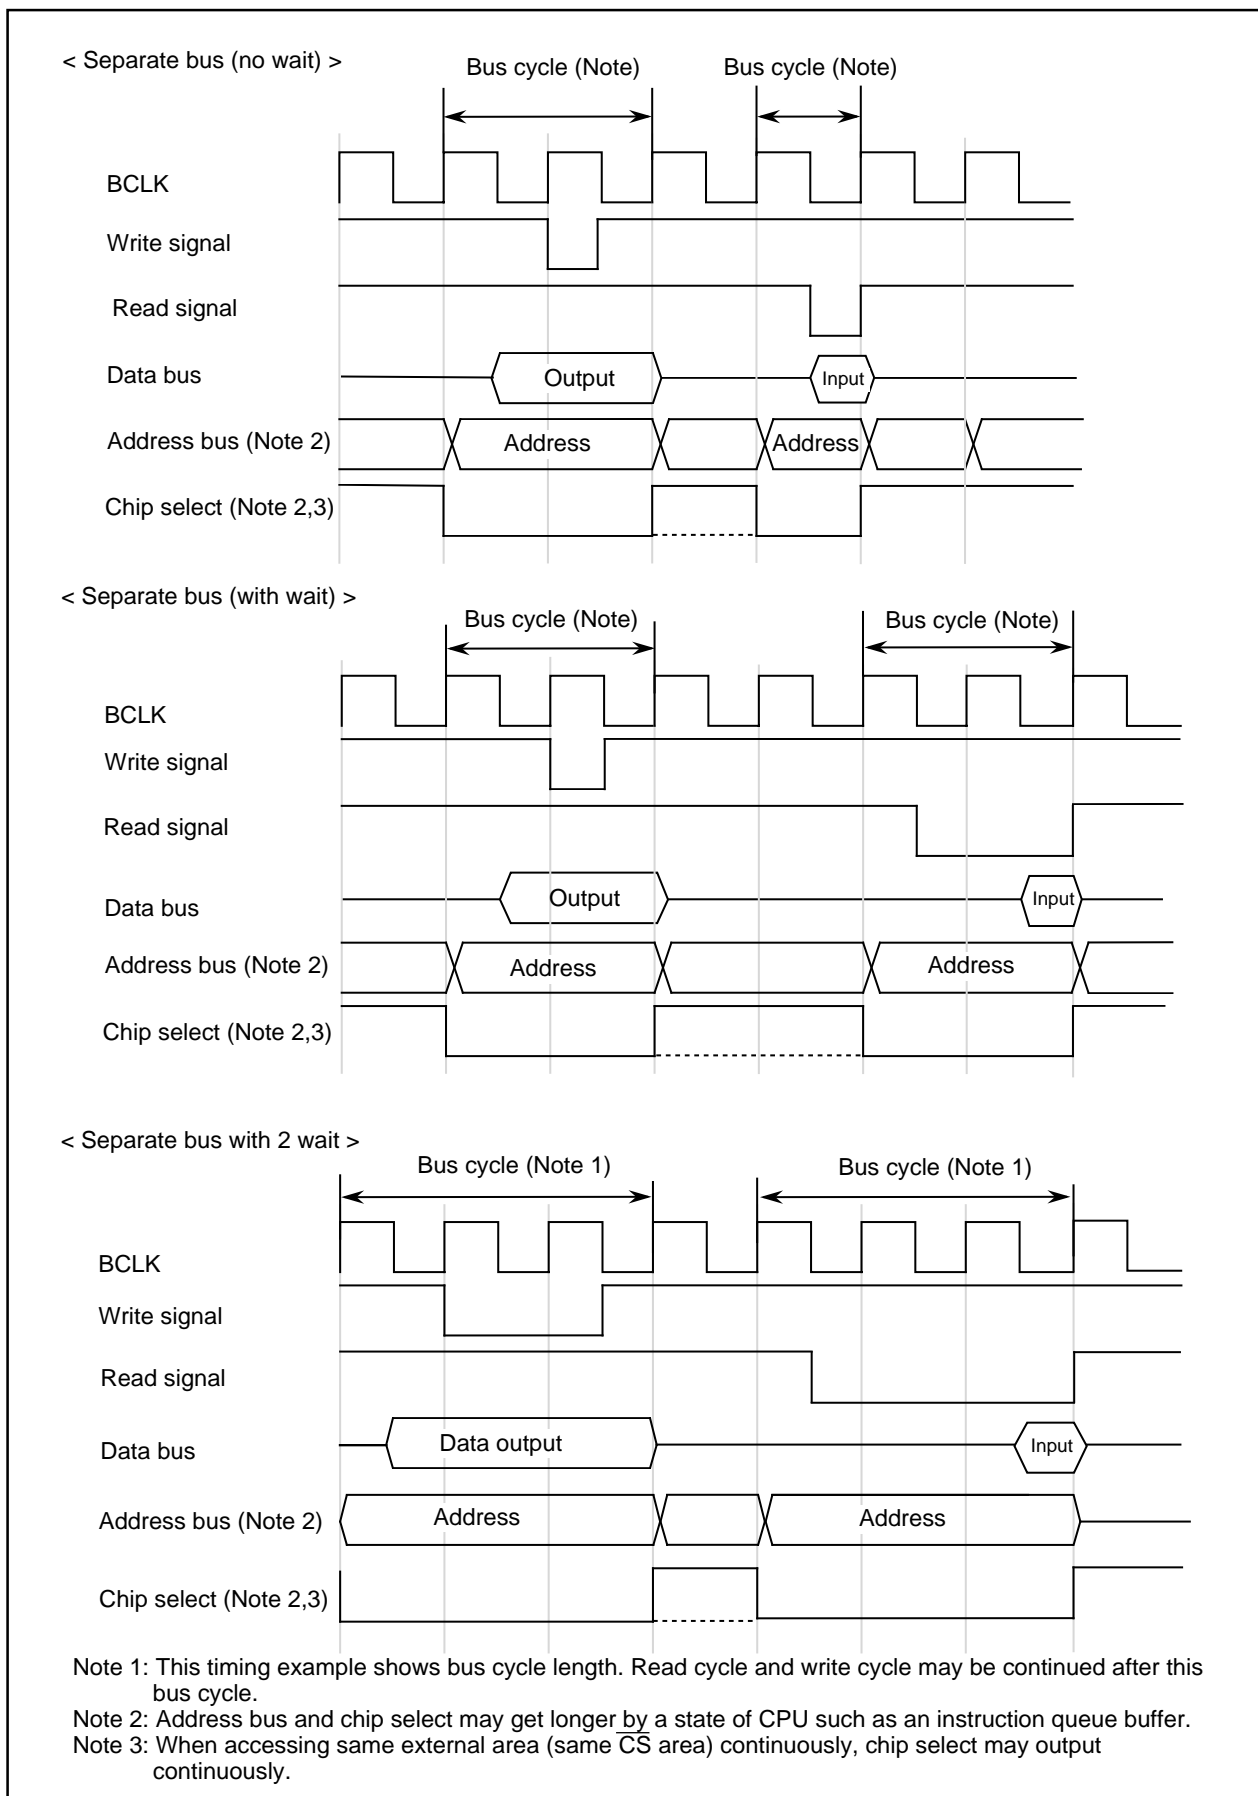 < Separate bus (no wait) >
Bus cycle (Note)
Bus cycle (Note)
BCLK
Write signal
Read signal
Data bus
Output
Input
Address bus (Note 2)
Address
Address
Chip select (Note 2,3)
< Separate bus (with wait) >
Bus cycle (Note)
Bus cycle (Note)
BCLK
Write signal
Read signal
Data bus
Output
Input
Address bus (Note 2)
Address
Address
Chip select (Note 2,3)
< Separate bus with 2 wait >
Bus cycle (Note 1)
Bus cycle (Note 1)
BCLK
Write signal
Read signal
Data bus
Data output
Input
Address bus (Note 2)
Address
Address
Chip select (Note 2,3)
Note 1: This timing example shows bus cycle length. Read cycle and write cycle may be continued after this
bus cycle.
Note 2: Address bus and chip select may get longer by a state of CPU such as an instruction queue buffer.
Note 3: When accessing same external area (same C̅S̅ area) continuously, chip select may output
continuously.